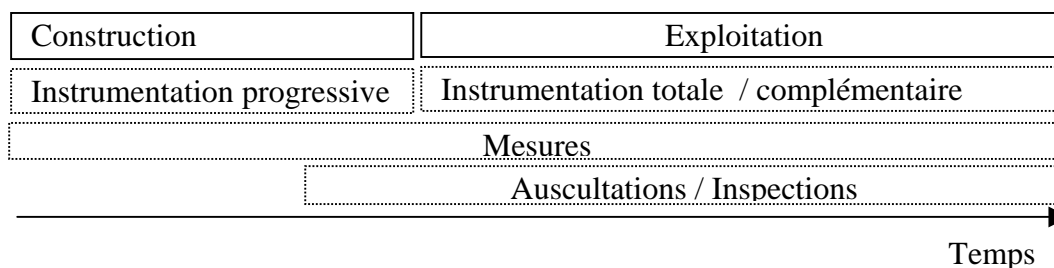 Construction
Exploitation
Instrumentation progressive
Instrumentation totale / complémentaire
Mesures
Auscultations / Inspections
Temps